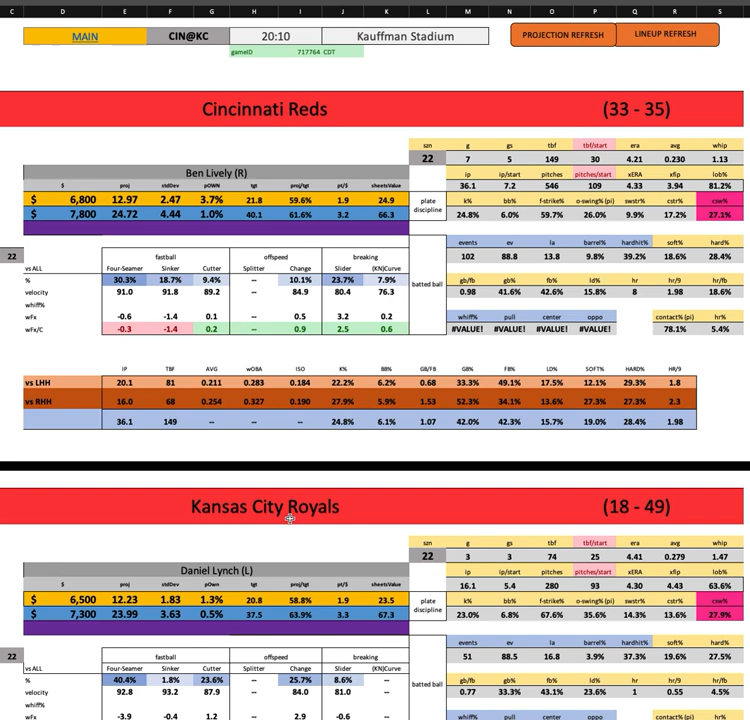 C D E F G H I J K L M N O P Q R S
MAIN CIN@KC 20:10 Kauffman Stadium PROJECTION REFRESH LINEUP REFRESH
gameID 717764 CDT
Cincinnati Reds (33 - 35)
szn g gs tbf tbf/start era avg whip
22 7 5 149 30 4.21 0.230 1.13
Ben Lively (R) ip ip/start pitches pitches/start xERA xfip lob%
$ proj stdDev pOWN tgt proj/tgt pt/$ sheetsValue 36.1 7.2 546 109 4.33 3.94 81.2%
$ 6,800 12.97 2.47 3.7% 21.8 59.6% 1.9 24.9 plate discipline k% bb% f-strike% o-swing% (pi) swstr% cstr% csw%
$ 7,800 24.72 4.44 1.0% 40.1 61.6% 3.2 66.3 24.8% 6.0% 59.7% 26.0% 9.9% 17.2% 27.1%
events ev la barrel% hardhit% soft% hard%
22 fastball offspeed breaking 102 88.8 13.8 9.8% 39.2% 18.6% 28.4%
vs ALL Four-Seamer Sinker Cutter Splitter Change Slider (KN)Curve
% 30.3% 18.7% 9.4% -- 10.1% 23.7% 7.9% batted ball gb/fb gb% fb% ld% hr hr/9 hr/fb
velocity 91.0 91.8 89.2 -- 84.9 80.4 76.3 0.98 41.6% 42.6% 15.8% 8 1.98 18.6%
whiff%
wFx -0.6 -1.4 0.1 -- 0.5 3.2 0.2 whiff% pull center oppo contact% (pi) hr%
wFx/C -0.3 -1.4 0.2 -- 0.9 2.5 0.6 #VALUE! #VALUE! #VALUE! #VALUE! 78.1% 5.4%
IP TBF AVG wOBA ISO K% BB% GB/FB GB% FB% LD% SOFT% HARD% HR/9
vs LHH 20.1 81 0.211 0.283 0.184 22.2% 6.2% 0.68 33.3% 49.1% 17.5% 12.1% 29.3% 1.8
vs RHH 16.0 68 0.254 0.327 0.190 27.9% 5.9% 1.53 52.3% 34.1% 13.6% 27.3% 27.3% 2.3
36.1 149 -- -- -- 24.8% 6.1% 1.07 42.0% 42.3% 15.7% 19.0% 28.4% 1.98
Kansas City Royals (18 - 49)
szn g gs tbf tbf/start era avg whip
22 3 3 74 25 4.41 0.279 1.47
Daniel Lynch (L) ip ip/start pitches pitches/start xERA xfip lob%
$ proj stdDev pOwn tgt proj/tgt pt/$ sheetsValue 16.1 5.4 280 93 4.30 4.43 63.6%
$ 6,500 12.23 1.83 1.3% 20.8 58.8% 1.9 23.5 plate discipline k% bb% f-strike% o-swing% (pi) swstr% cstr% csw%
$ 7,300 23.99 3.63 0.5% 37.5 63.9% 3.3 67.3 23.0% 6.8% 67.6% 35.6% 14.3% 13.6% 27.9%
events ev la barrel% hardhit% soft% hard%
22 fastball offspeed breaking 51 88.5 16.8 3.9% 37.3% 19.6% 27.5%
vs ALL Four-Seamer Sinker Cutter Splitter Change Slider (KN)Curve
% 40.4% 1.8% 23.6% -- 25.7% 8.6% -- batted ball gb/fb gb% fb% ld% hr hr/9 hr/fb
velocity 92.8 93.2 87.9 -- 84.0 81.0 -- 0.77 33.3% 43.1% 23.6% 1 0.55 4.5%
whiff%
wFx -3.9 -0.4 1.2 -- 2.9 -0.6 -- whiff% pull center oppo contact% (pi) hr%